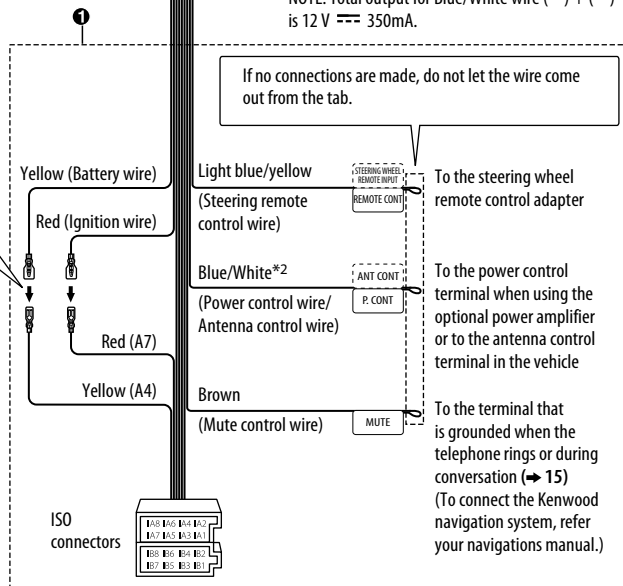 NOTE: Total output for Blue/White wire (
is 12 V 350mA.
1
If no connections are made, do not let the wire come
out from the tab.
Yellow (Battery wire)
Red (Ignition wire)
Red (A7)
Yellow (A4)
Light blue/yellow
(Steering remote
control wire)
STEERING WHEEL
REMOTE INPUT
REMOTE CONT
To the steering wheel
remote control adapter
Blue/White*2
(Power control wire/
Antenna control wire)
ANT CONT
P. CONT
To the power control
terminal when using the
optional power amplifier
or to the antenna control
terminal in the vehicle
Brown
(Mute control wire)
MUTE
To the terminal that
is grounded when the
telephone rings or during
conversation (➜ 15)
(To connect the Kenwood
navigation system, refer
your navigations manual.)
ISO
connectors
A8 A6 A4 A2
A7 A5 A3 A1
B8 B6 B4 B2
B7 B5 B3 B1